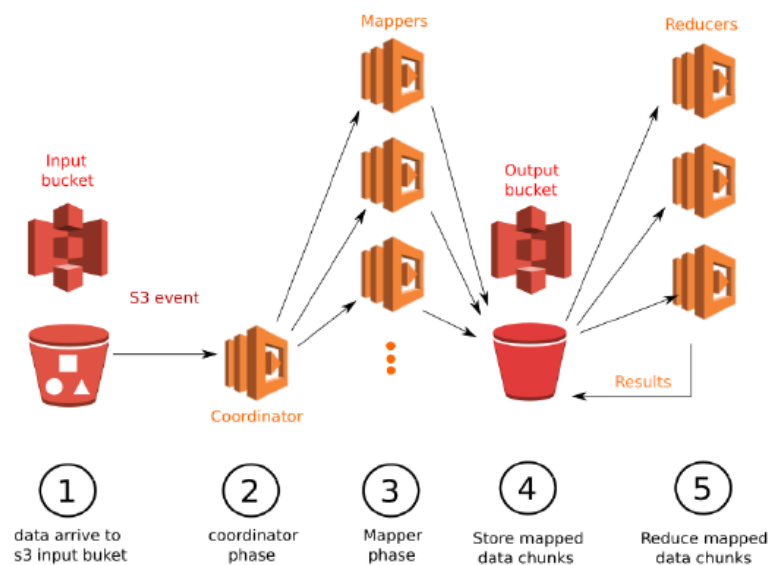 Mappers
Reducers
Input
bucket
Output
bucket
S3 event
Coordinator
Results
1
2
3
4
5
data arrive to
s3 input buket
coordinator
phase
Mapper
phase
Store mapped
data chunks
Reduce mapped
data chunks